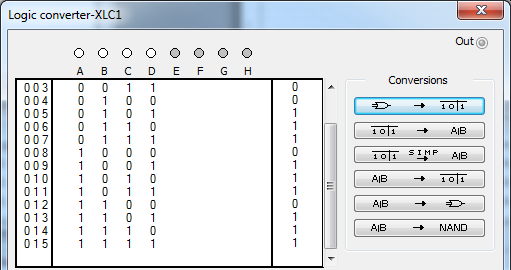 Logic converter-XLC1
Out
A B C D E F G H
003 0 0 1 1 0
004 0 1 0 0 0
005 0 1 0 1 1
006 0 1 1 0 1
007 0 1 1 1 1
008 1 0 0 0 0
009 1 0 0 1 1
010 1 0 1 0 1
011 1 0 1 1 1
012 1 1 0 0 0
013 1 1 0 1 1
014 1 1 1 0 1
015 1 1 1 1 1
Conversions
→ 1 0 1
1 0 1 → A|B
1 0 1 SIMP → A|B
A|B → 1 0 1
A|B →
A|B → NAND